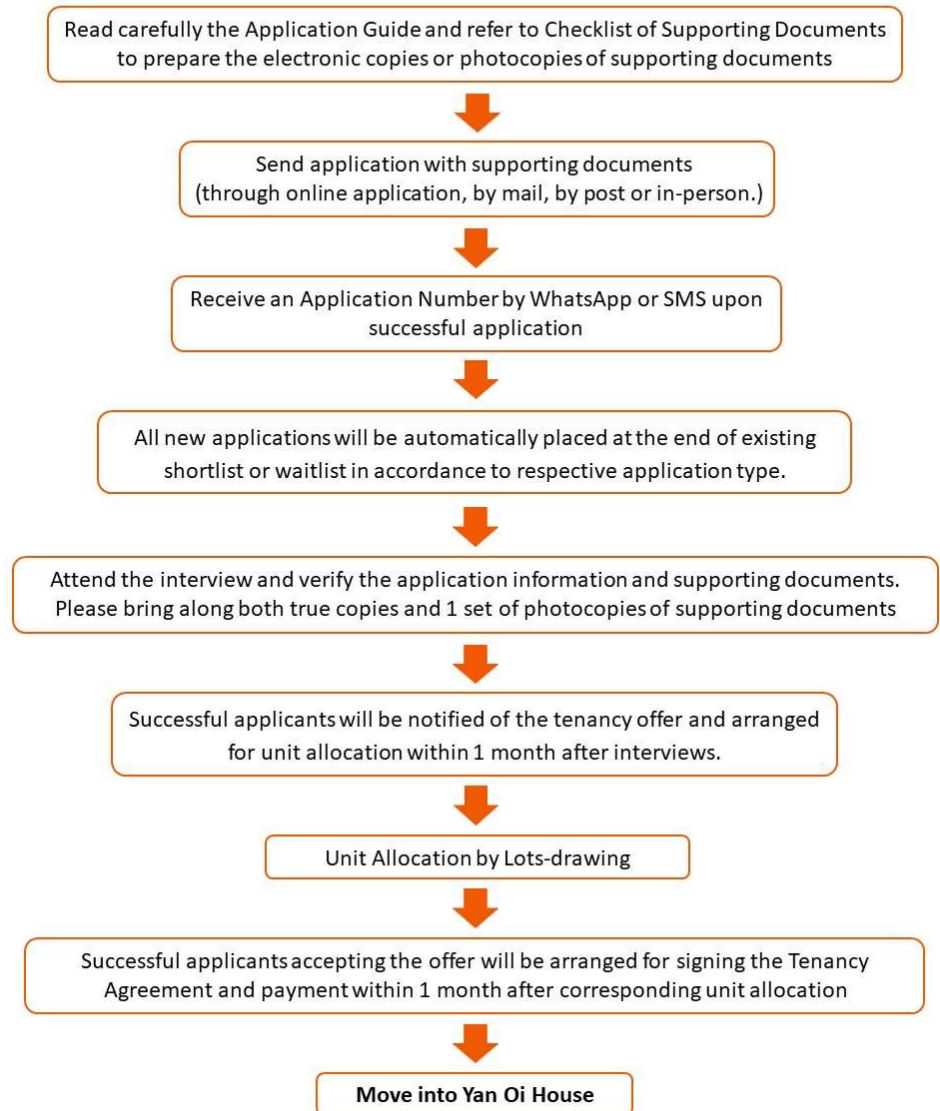 Read carefully the Application Guide and refer to Checklist of Supporting Documents
to prepare the electronic copies or photocopies of supporting documents
Send application with supporting documents
(through online application, by mail, by post or in-person.)
Receive an Application Number by WhatsApp or SMS upon
successful application
All new applications will be automatically placed at the end of existing
shortlist or waitlist in accordance to respective application type.
Attend the interview and verify the application information and supporting documents.
Please bring along both true copies and 1 set of photocopies of supporting documents
Successful applicants will be notified of the tenancy offer and arranged
for unit allocation within 1 month after interviews.
Unit Allocation by Lots-drawing
Successful applicants accepting the offer will be arranged for signing the Tenancy
Agreement and payment within 1 month after corresponding unit allocation
Move into Yan Oi House